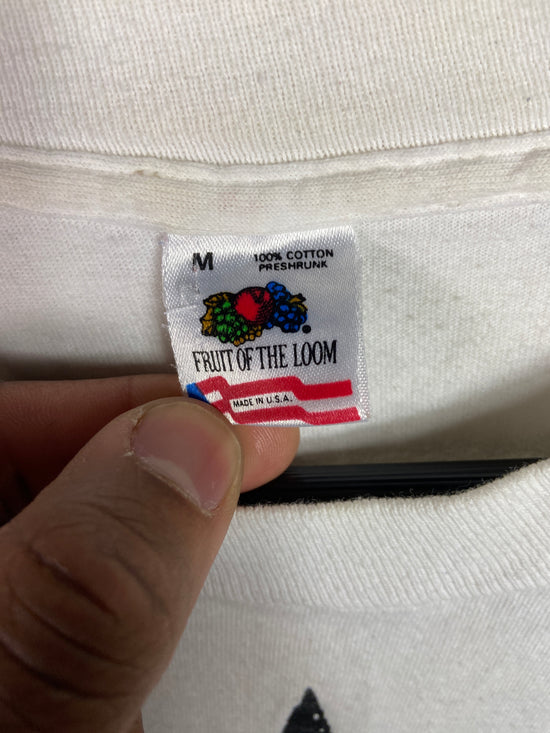 M
100% COTTON
PRESHRUNK
®
FRUIT OF THE LOOM
MADE IN U.S.A.